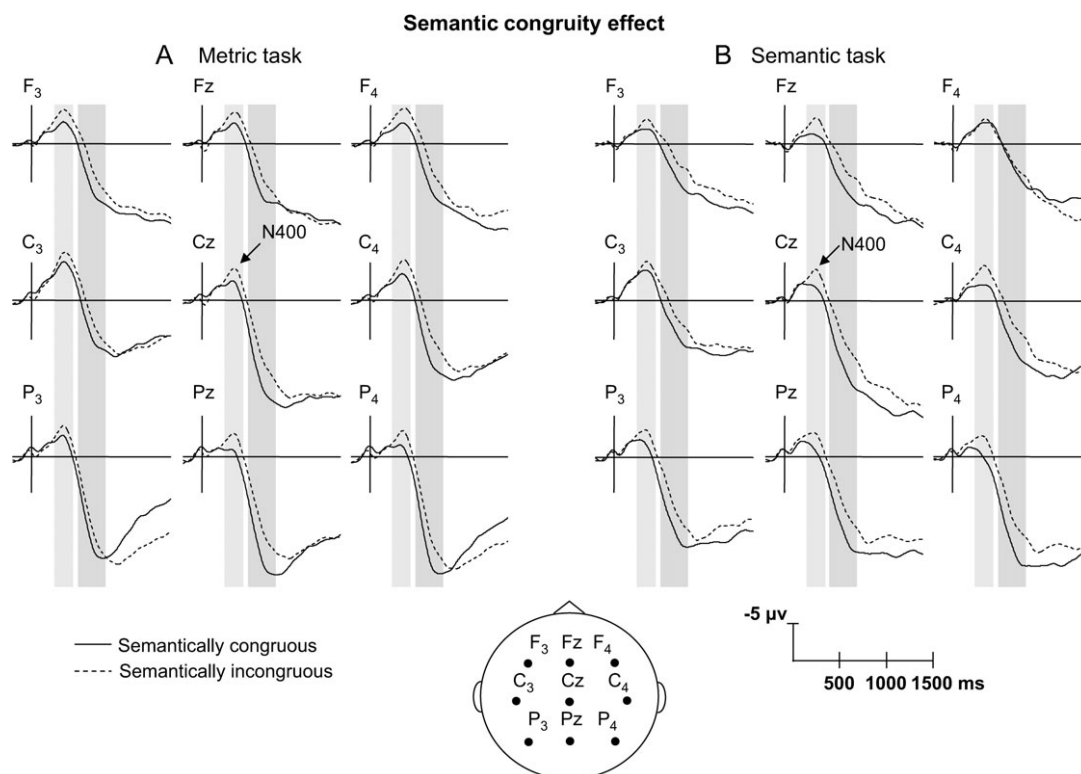 Semantic congruity effect
A Metric task
B Semantic task
F3 Fz F4
F3 Fz F4
N400
N400
C3 Cz C4
C3 Cz C4
P3 Pz P4
P3 Pz P4
Semantically congruous
Semantically incongruous
F3 Fz F4
C3 Cz C4
P3 Pz P4
-5 μv
500 1000 1500 ms